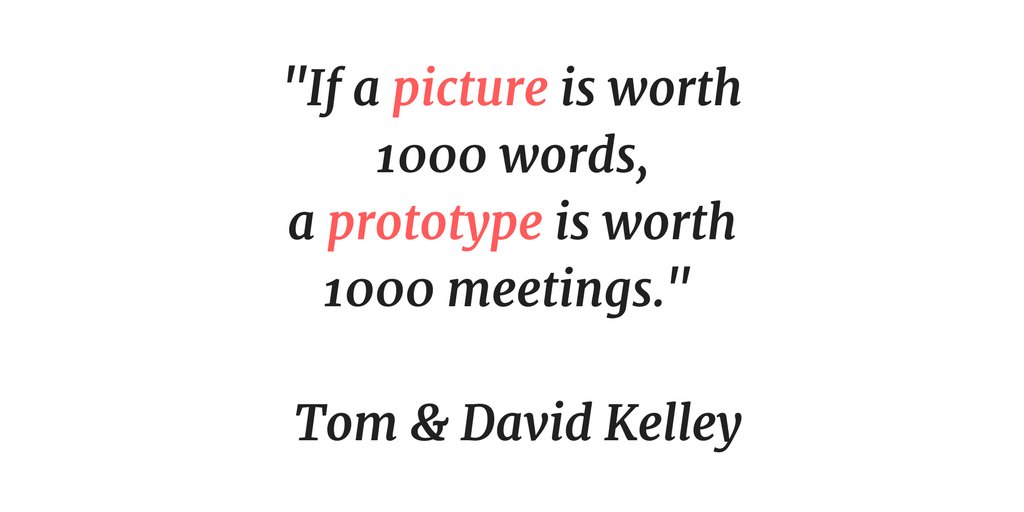 "If a picture is worth
1000 words,
a prototype is worth
1000 meetings."
Tom & David Kelley